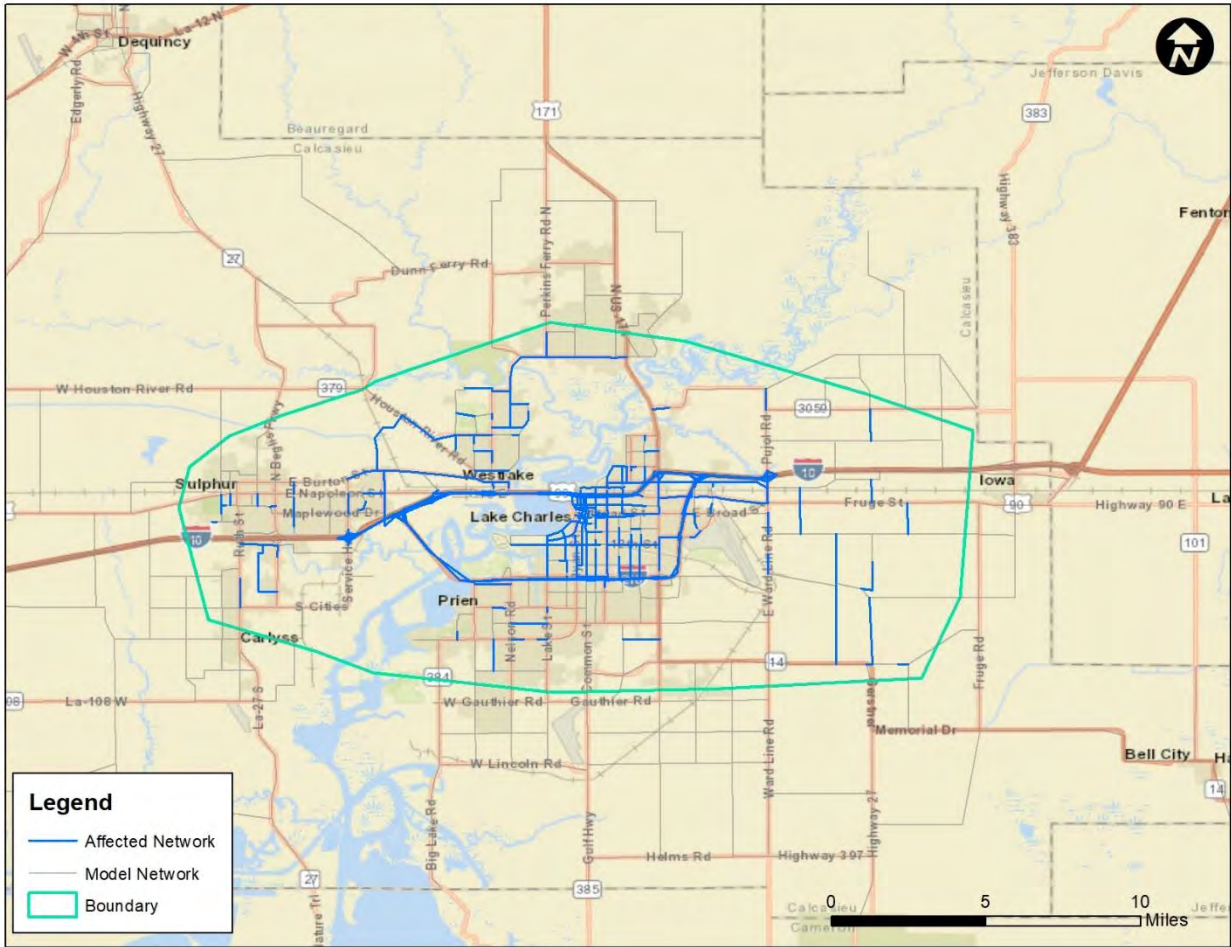 N
W 4th St
La-12 N
Dequincy
Edgerly Rd
Highway 27
171
Jefferson Davis
383
Beauregard
Calcasieu
Highway 383
Fenton
27
Perkins Ferry Rd N
Dunn Ferry Rd
Calcasieu
W Houston River Rd
379
Houston River Rd
3059
Pujol Rd
Westlake
10
Sulphur
E Burton St
E Napoleon St
Iowa
90
Highway 90 E
Fruge St
Maplewood Dr
Lake Charles
E Broad
10
Ruth St
101
E Ward Line Rd
S Cities
Prien
Nelson Rd
Lake St
Common St
Carlyss
14
Fruge Rd
384
La-108 W
W Gauthier Rd
Gauthier Rd
La-27 S
Memorial Dr
Bell City
W Lincoln Rd
Ward Line Rd
14
Big Lake Rd
Gulf Hwy
Highway 27
Helms Rd
Highway 397
27
385
Calcasieu
Cameron
Legend
Affected Network
Model Network
Boundary
0 5 10
Miles